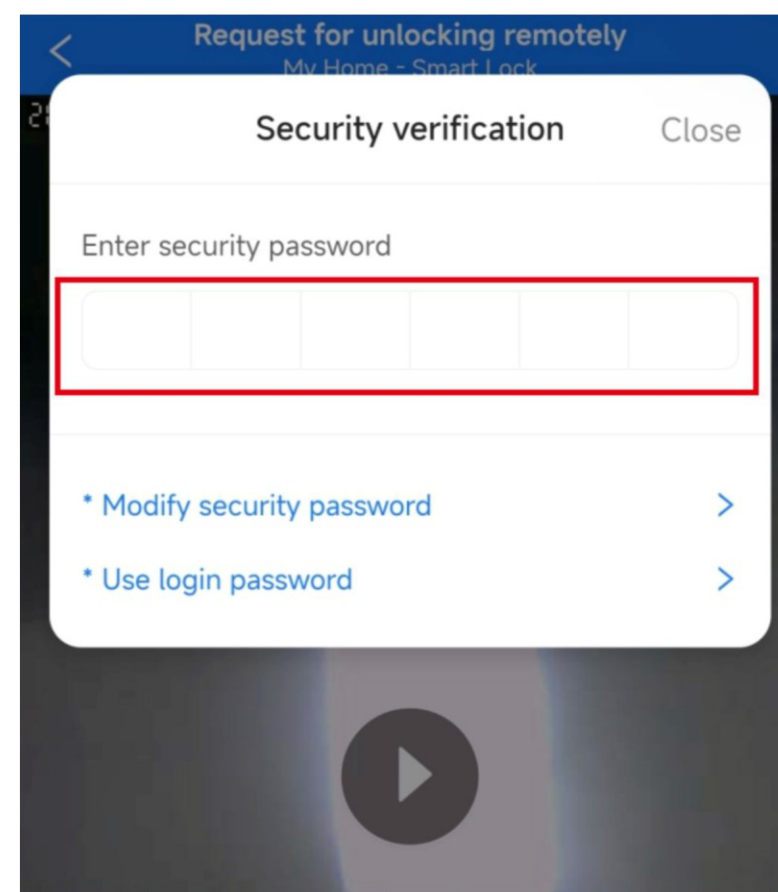 Request for unlocking remotely
My Home - Smart Lock
Security verification
Close
Enter security password
* Modify security password
* Use login password